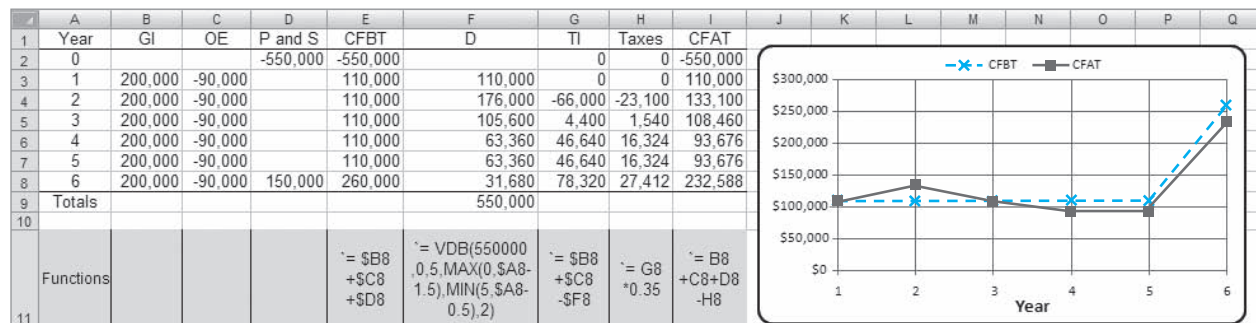 A B C D E F G H I J K L M N O P Q
1 Year GI OE P and S CFBT D TI Taxes CFAT
2 0 -550,000 -550,000 0 0 -550,000
3 1 200,000 -90,000 110,000 110,000 0 0 110,000
4 2 200,000 -90,000 110,000 176,000 -66,000 -23,100 133,100
5 3 200,000 -90,000 110,000 105,600 4,400 1,540 108,460
6 4 200,000 -90,000 110,000 63,360 46,640 16,324 93,676
7 5 200,000 -90,000 110,000 63,360 46,640 16,324 93,676
8 6 200,000 -90,000 150,000 260,000 31,680 78,320 27,412 232,588
9 Totals 550,000
10
11
Functions
`= $B8
+$C8
+$D8
`= VDB(550000
,0,5,MAX(0,$A8-
1.5),MIN(5,$A8-
0.5),2)
`= $B8
+$C8
-$F8
`= G8
*0.35
`= B8
+C8+D8
-H8
CFBT CFAT
$300,000
$250,000
$200,000
$150,000
$100,000
$50,000
$0
1 2 3 4 5 6
Year